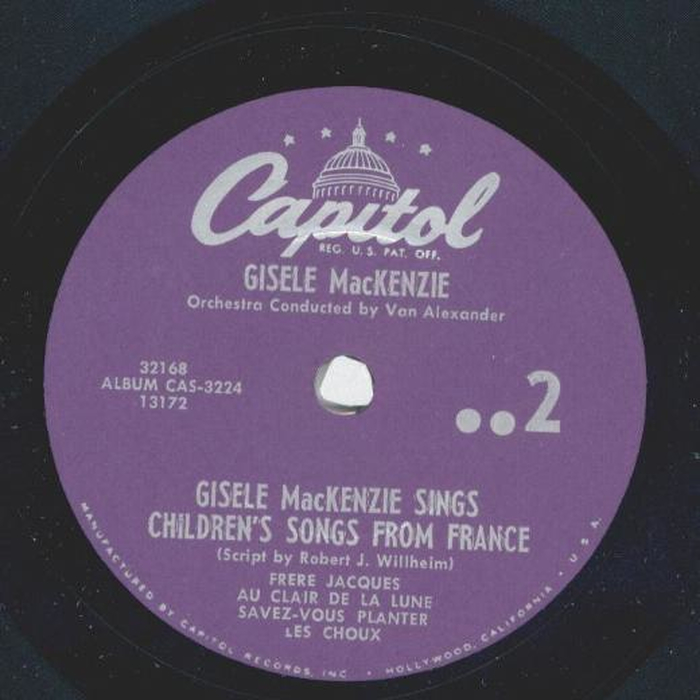 Capitol
REG. U.S. PAT. OFF.
GISELE MacKENZIE
Orchestra Conducted by Van Alexander
32168
ALBUM CAS-3224
13172
..2
GISELE MacKENZIE SINGS
CHILDREN'S SONGS FROM FRANCE
(Script by Robert J. Willheim)
FRERE JACQUES
AU CLAIR DE LA LUNE
SAVEZ-VOUS PLANTER
LES CHOUX
MANUFACTURED BY CAPITOL RECORDS, INC. • HOLLYWOOD, CALIFORNIA • U.S.A.